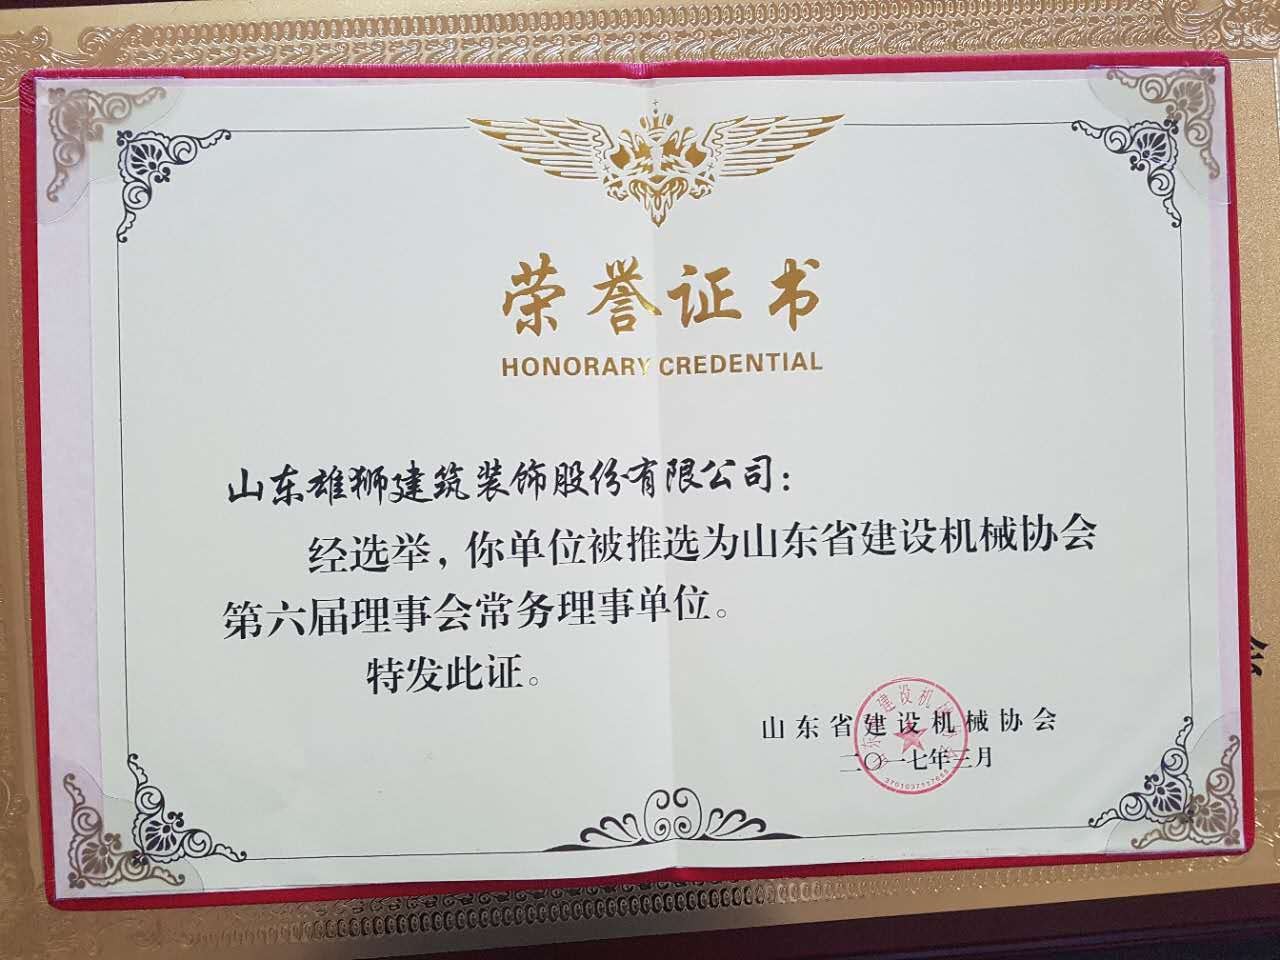 荣誉证书
HONORARY CREDENTIAL
山东雄狮建筑装饰股份有限公司：
经选举，你单位被推选为山东省建设机械协会
第六届理事会常务理事单位。
特发此证。
山东省建设机械协会
二〇一七年三月